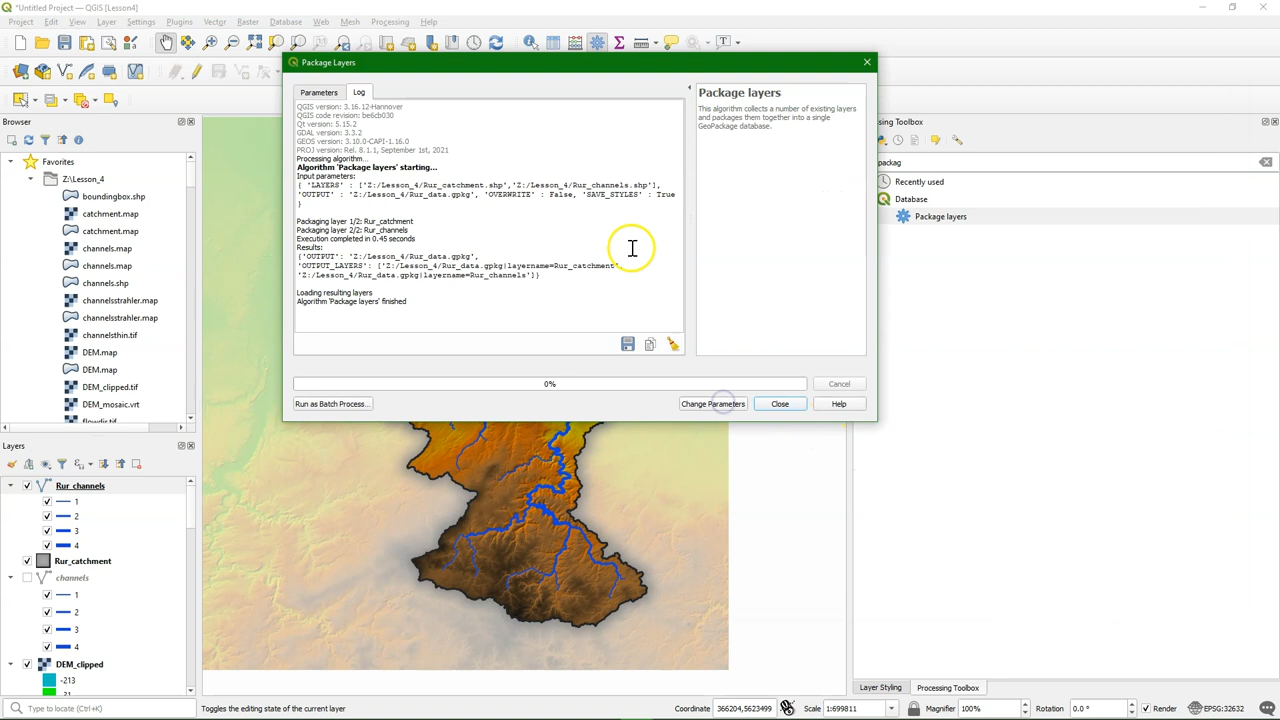 *Untitled Project — QGIS [Lesson4]
Project Edit View Layer Settings Plugins Vector Raster Database Web Mesh Processing Help
Package Layers
Parameters Log
QGIS version: 3.16.12-Hannover
QGIS code revision: be6cb030
Qt version: 5.15.2
GDAL version: 3.3.2
GEOS version: 3.10.0-CAPI-1.16.0
PROJ version: Rel. 8.1.1, September 1st, 2021
Processing algorithm...
Algorithm 'Package layers' starting...
Input parameters:
{ 'LAYERS' : ['Z:/Lesson_4/Rur_catchment.shp','Z:/Lesson_4/Rur_channels.shp'],
'OUTPUT' : 'Z:/Lesson_4/Rur_data.gpkg', 'OVERWRITE' : False, 'SAVE_STYLES' : True
}
Packaging layer 1/2: Rur_catchment
Packaging layer 2/2: Rur_channels
Execution completed in 0.45 seconds
Results:
{'OUTPUT': 'Z:/Lesson_4/Rur_data.gpkg',
'OUTPUT_LAYERS': ['Z:/Lesson_4/Rur_data.gpkg|layername=Rur_catchment',
'Z:/Lesson_4/Rur_data.gpkg|layername=Rur_channels']}
Loading resulting layers
Algorithm 'Package layers' finished
0%
Cancel
Run as Batch Process...
Change Parameters
Close
Help
Package layers
This algorithm collects a number of existing layers
and packages them together into a single
GeoPackage database.
Browser
Favorites
Z:\Lesson_4
boundingbox.shp
catchment.map
catchment.map
channels.map
channels.map
channels.shp
channelsstrahler.map
channelsstrahler.map
channelsthin.tif
DEM.map
DEM.map
DEM_clipped.tif
DEM_mosaic.vrt
flowdir.tif
Layers
Rur_channels
1
2
3
4
Rur_catchment
channels
1
2
3
4
DEM_clipped
-213
31
Toolbox
packag
Recently used
Database
Package layers
Layer Styling
Processing Toolbox
Type to locate (Ctrl+K)
Toggles the editing state of the current layer
Coordinate 366204,5623499
Scale 1:699811
Magnifier 100%
Rotation 0.0 °
Render
EPSG:32632